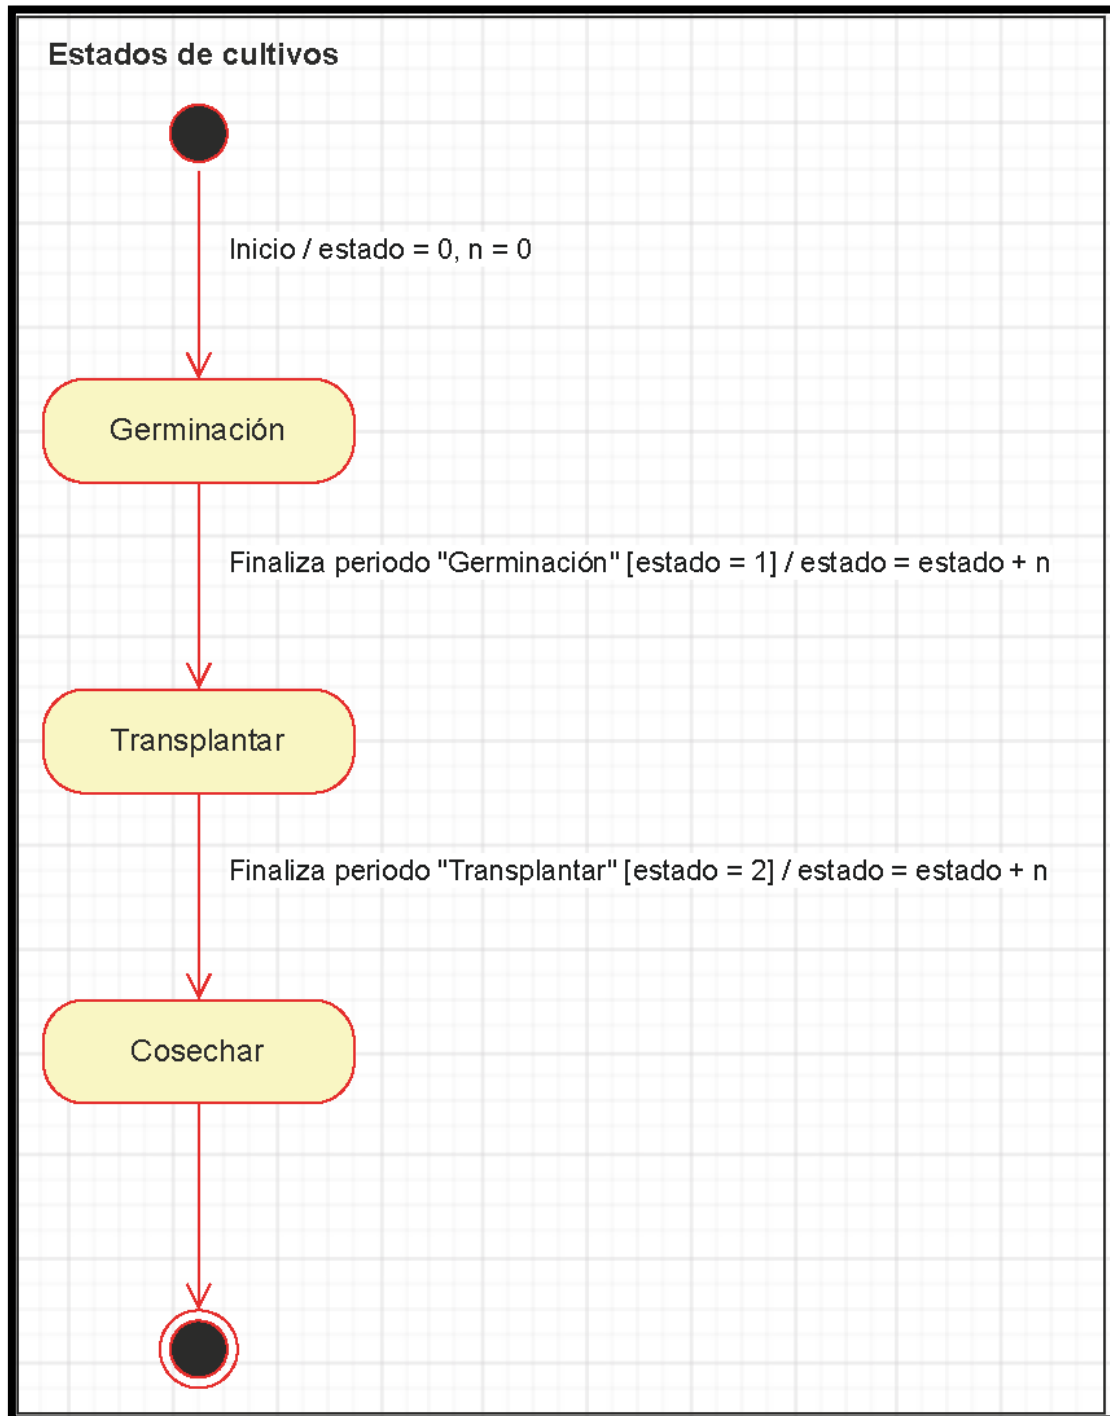 Estados de cultivos
Inicio / estado = 0, n = 0
Germinación
Finaliza periodo "Germinación" [estado = 1] / estado = estado + n
Transplantar
Finaliza periodo "Transplantar" [estado = 2] / estado = estado + n
Cosechar